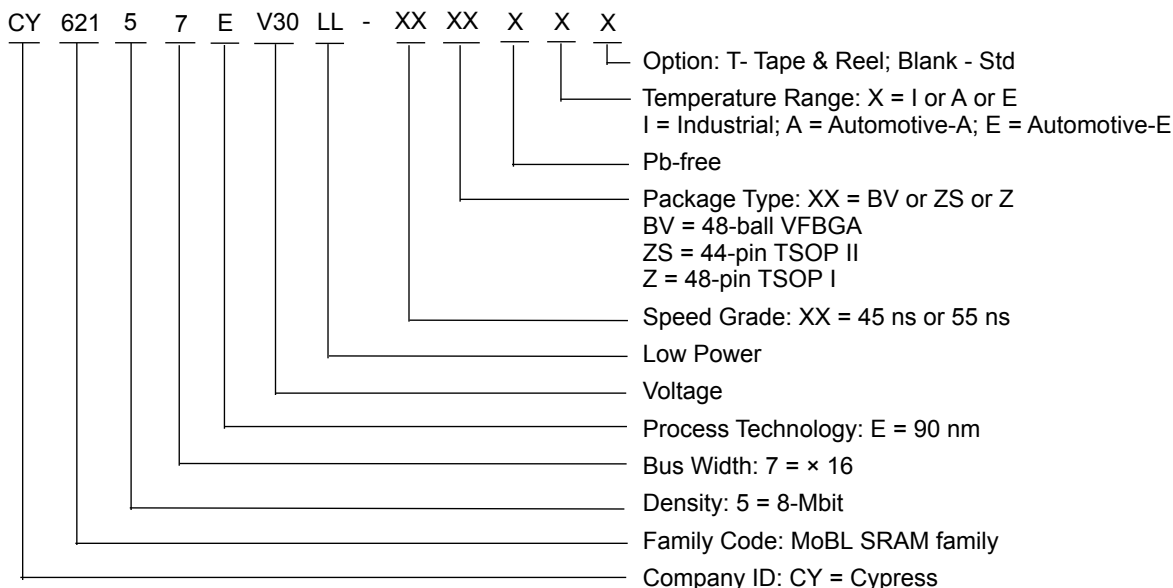 CY 621 5 7 E V30 LL - XX XX X X X
Option: T- Tape & Reel; Blank - Std
Temperature Range: X = I or A or E
I = Industrial; A = Automotive-A; E = Automotive-E
Pb-free
Package Type: XX = BV or ZS or Z
BV = 48-ball VFBGA
ZS = 44-pin TSOP II
Z = 48-pin TSOP I
Speed Grade: XX = 45 ns or 55 ns
Low Power
Voltage
Process Technology: E = 90 nm
Bus Width: 7 = × 16
Density: 5 = 8-Mbit
Family Code: MoBL SRAM family
Company ID: CY = Cypress